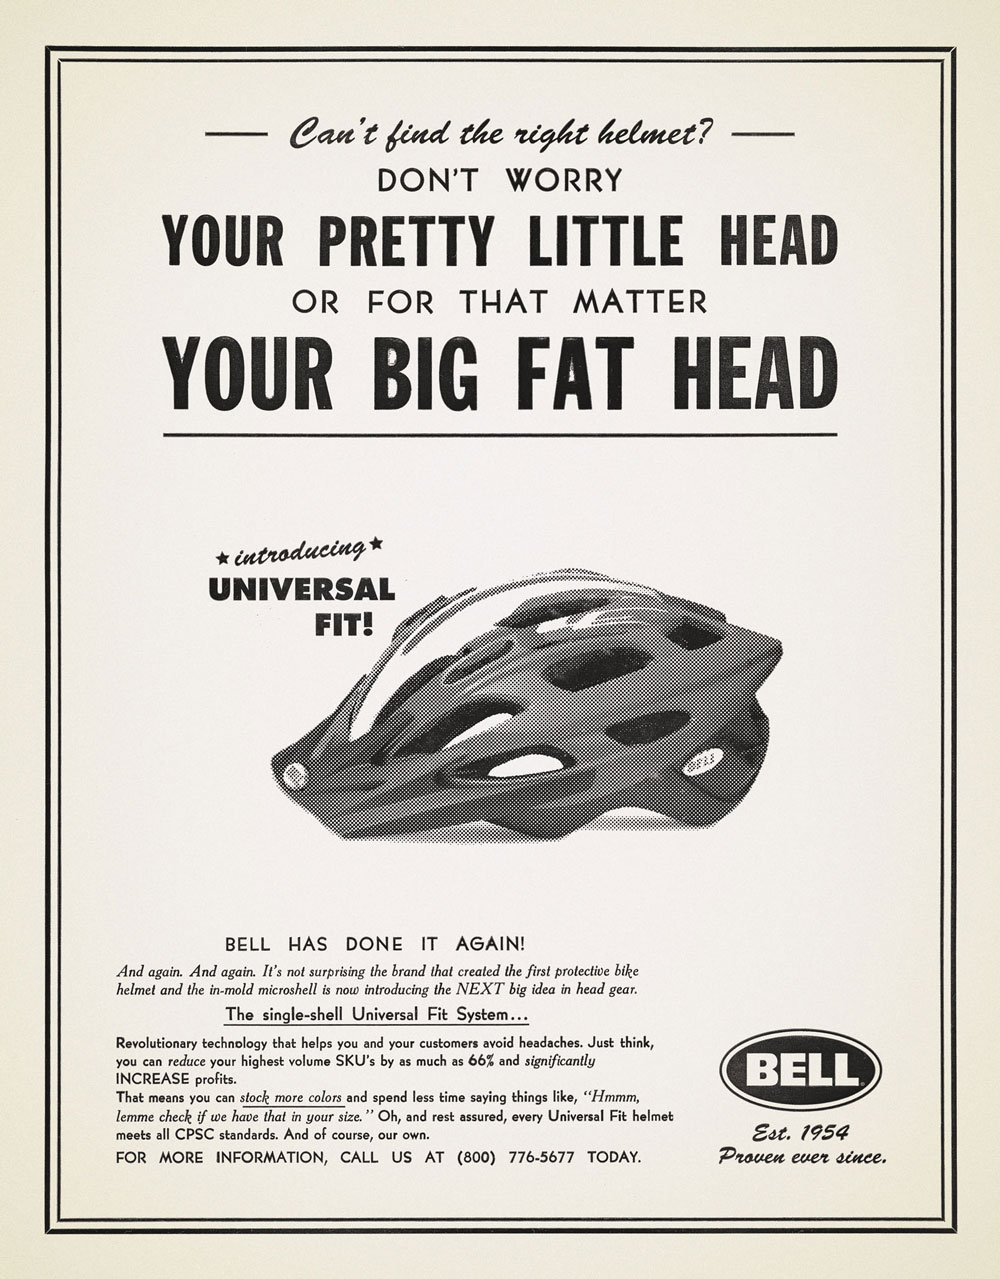 Can't find the right helmet?
DON'T WORRY
YOUR PRETTY LITTLE HEAD
OR FOR THAT MATTER
YOUR BIG FAT HEAD
★introducing★
UNIVERSAL
FIT!
BELL
BELL HAS DONE IT AGAIN!
And again. And again. It's not surprising the brand that created the first protective bike
helmet and the in-mold microshell is now introducing the NEXT big idea in head gear.
The single-shell Universal Fit System...
Revolutionary technology that helps you and your customers avoid headaches. Just think,
you can reduce your highest volume SKU's by as much as 66% and significantly
INCREASE profits.
That means you can stock more colors and spend less time saying things like, “Hmmm,
lemme check if we have that in your size.” Oh, and rest assured, every Universal Fit helmet
meets all CPSC standards. And of course, our own.
FOR MORE INFORMATION, CALL US AT (800) 776-5677 TODAY.
BELL®
Est. 1954
Proven ever since.